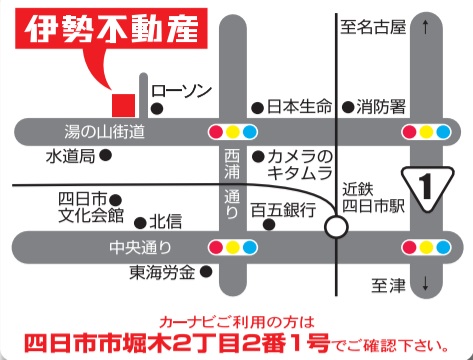 伊勢不動産
至名古屋
↑
ローソン
日本生命
消防署
湯の山街道
水道局
西浦通り
カメラの
キタムラ
1
近鉄
四日市駅
四日市
文化会館
北信
百五銀行
中央通り
東海労金
至津
↓
カーナビご利用の方は
四日市市堀木2丁目2番1号でご確認下さい。